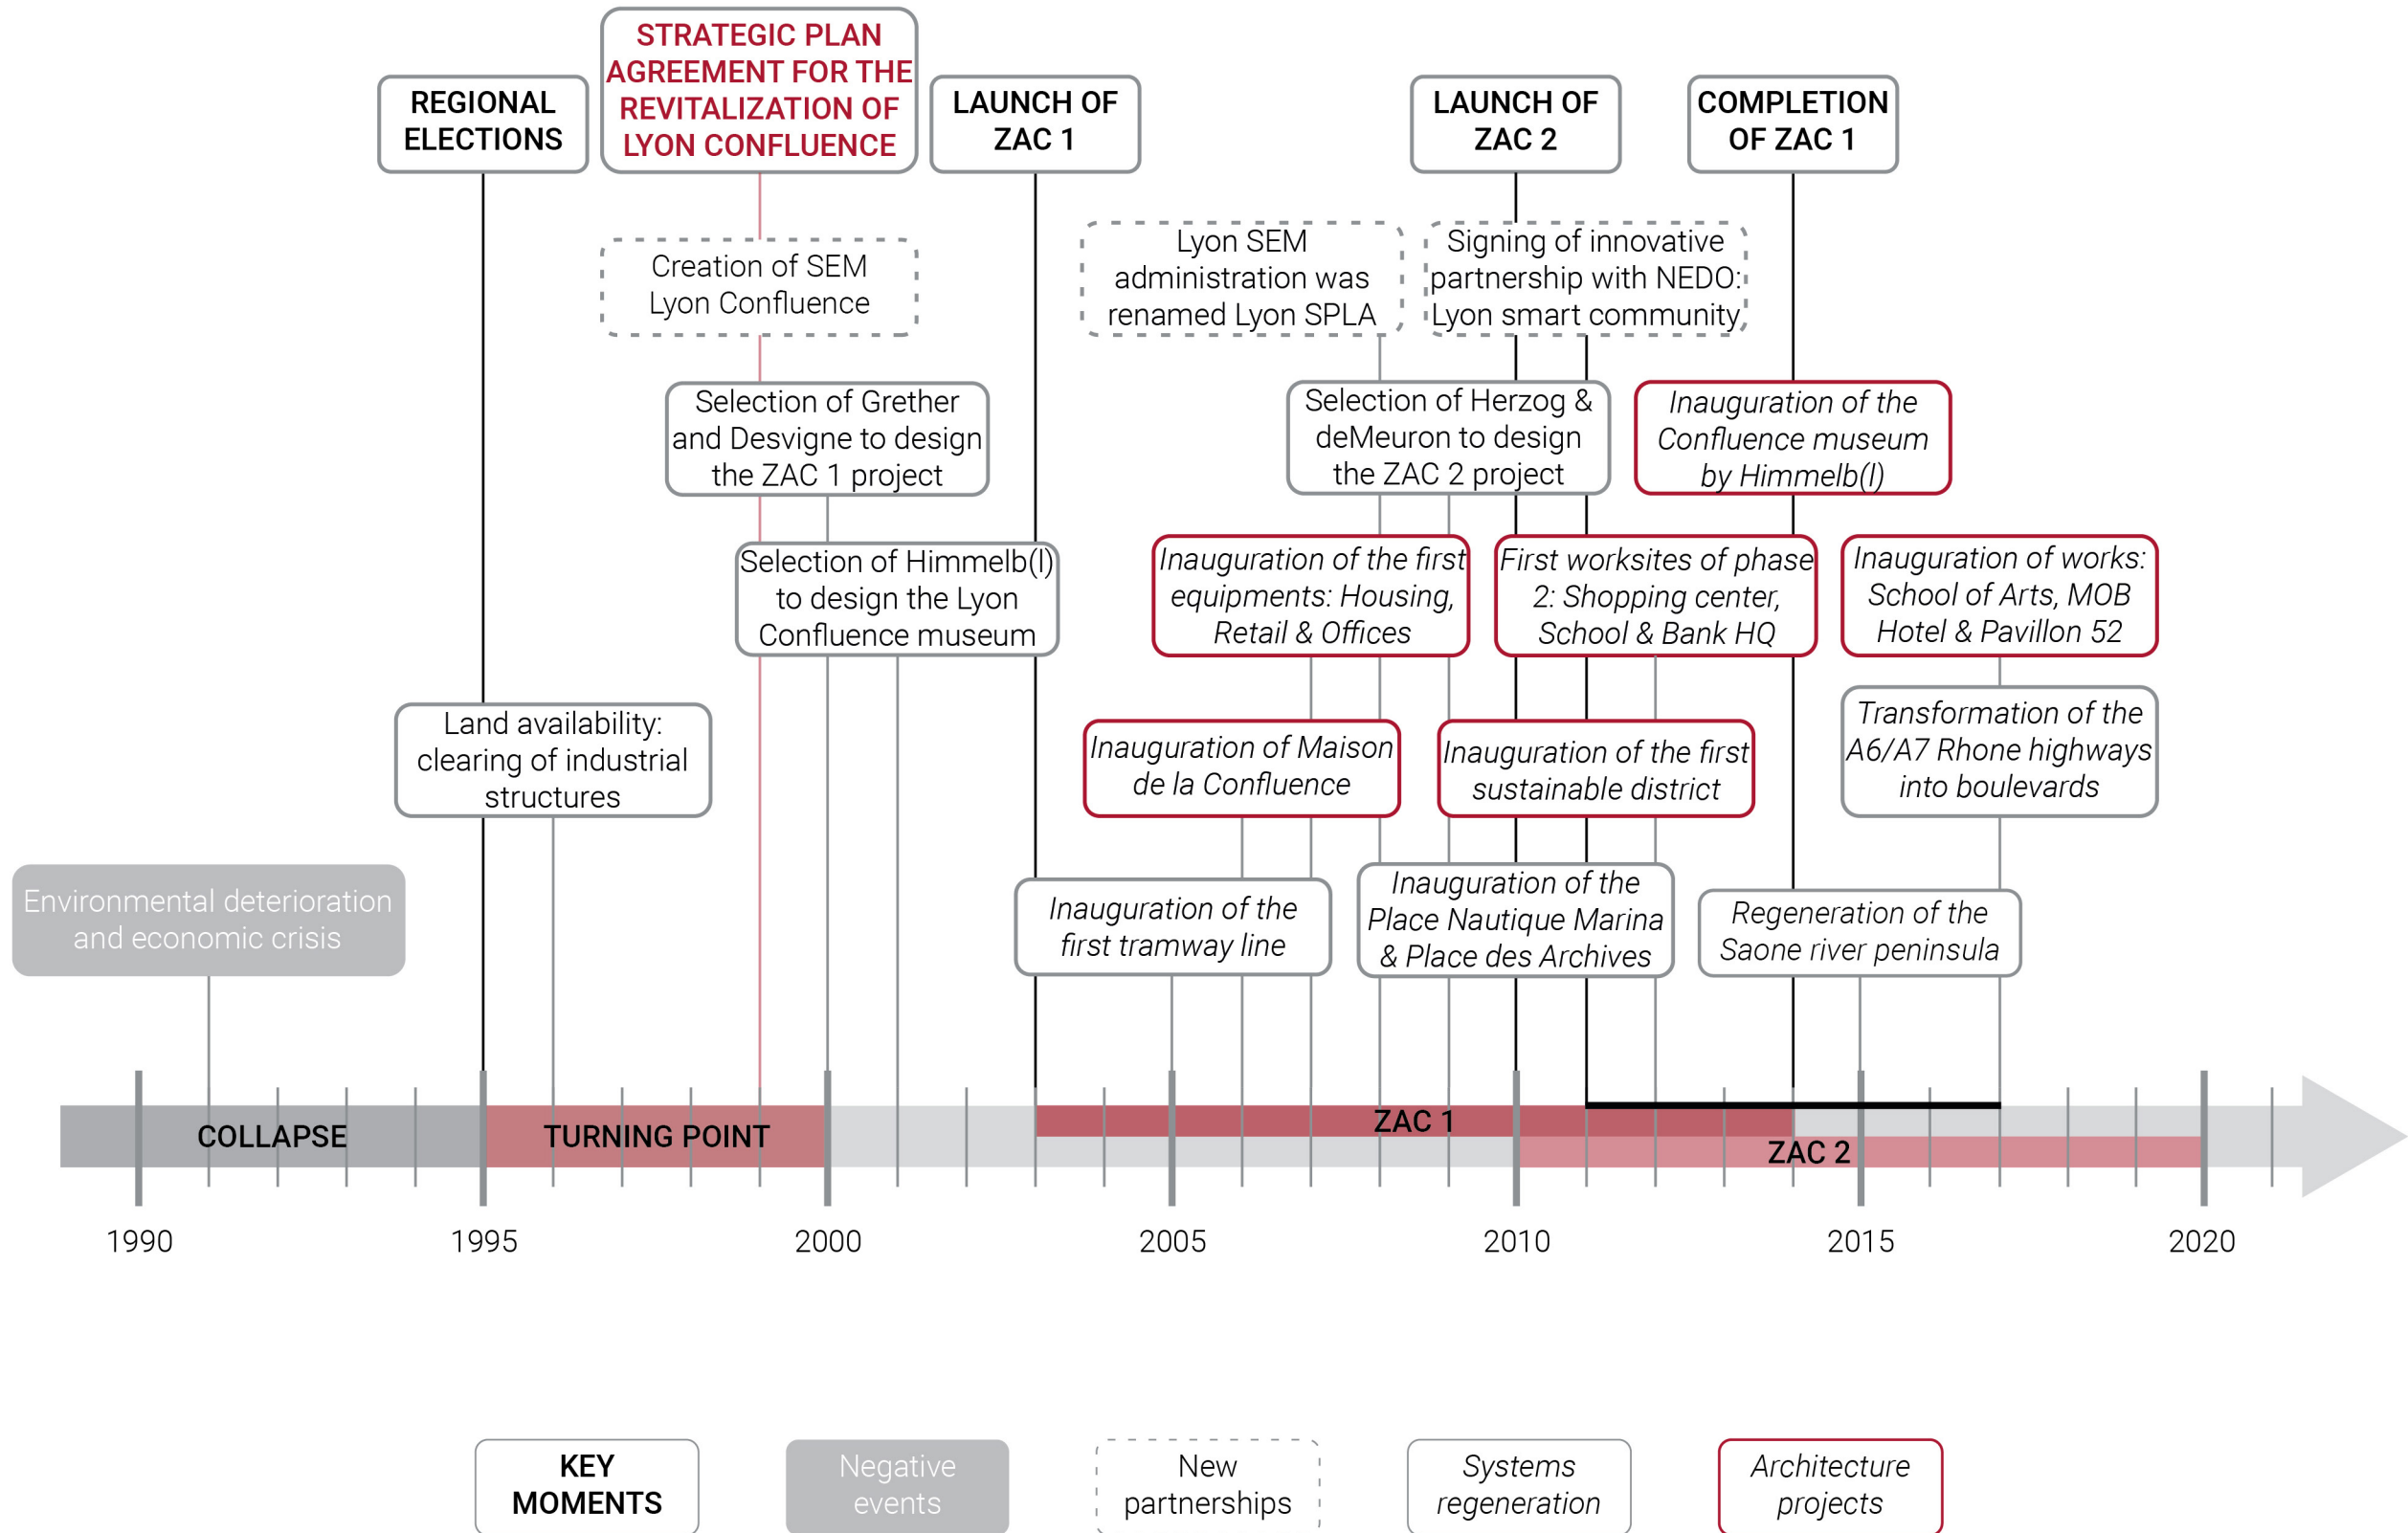 STRATEGIC PLAN
AGREEMENT FOR THE
REVITALIZATION OF
LYON CONFLUENCE
REGIONAL
ELECTIONS
LAUNCH OF
ZAC 1
LAUNCH OF
ZAC 2
COMPLETION
OF ZAC 1
Creation of SEM
Lyon Confluence
Lyon SEM
administration was
renamed Lyon SPLA
Signing of innovative
partnership with NEDO:
Lyon smart community
Selection of Grether
and Desvigne to design
the ZAC 1 project
Selection of Herzog &
deMeuron to design
the ZAC 2 project
Inauguration of the
Confluence museum
by Himmelb(l)
Selection of Himmelb(l)
to design the Lyon
Confluence museum
Inauguration of the first
equipments: Housing,
Retail & Offices
First worksites of phase
2: Shopping center,
School & Bank HQ
Inauguration of works:
School of Arts, MOB
Hotel & Pavillon 52
Land availability:
clearing of industrial
structures
Inauguration of Maison
de la Confluence
Inauguration of the first
sustainable district
Transformation of the
A6/A7 Rhone highways
into boulevards
Environmental deterioration
and economic crisis
Inauguration of the
first tramway line
Inauguration of the
Place Nautique Marina
& Place des Archives
Regeneration of the
Saone river peninsula
COLLAPSE
TURNING POINT
ZAC 1
ZAC 2
1990
1995
2000
2005
2010
2015
2020
KEY
MOMENTS
Negative
events
New
partnerships
Systems
regeneration
Architecture
projects